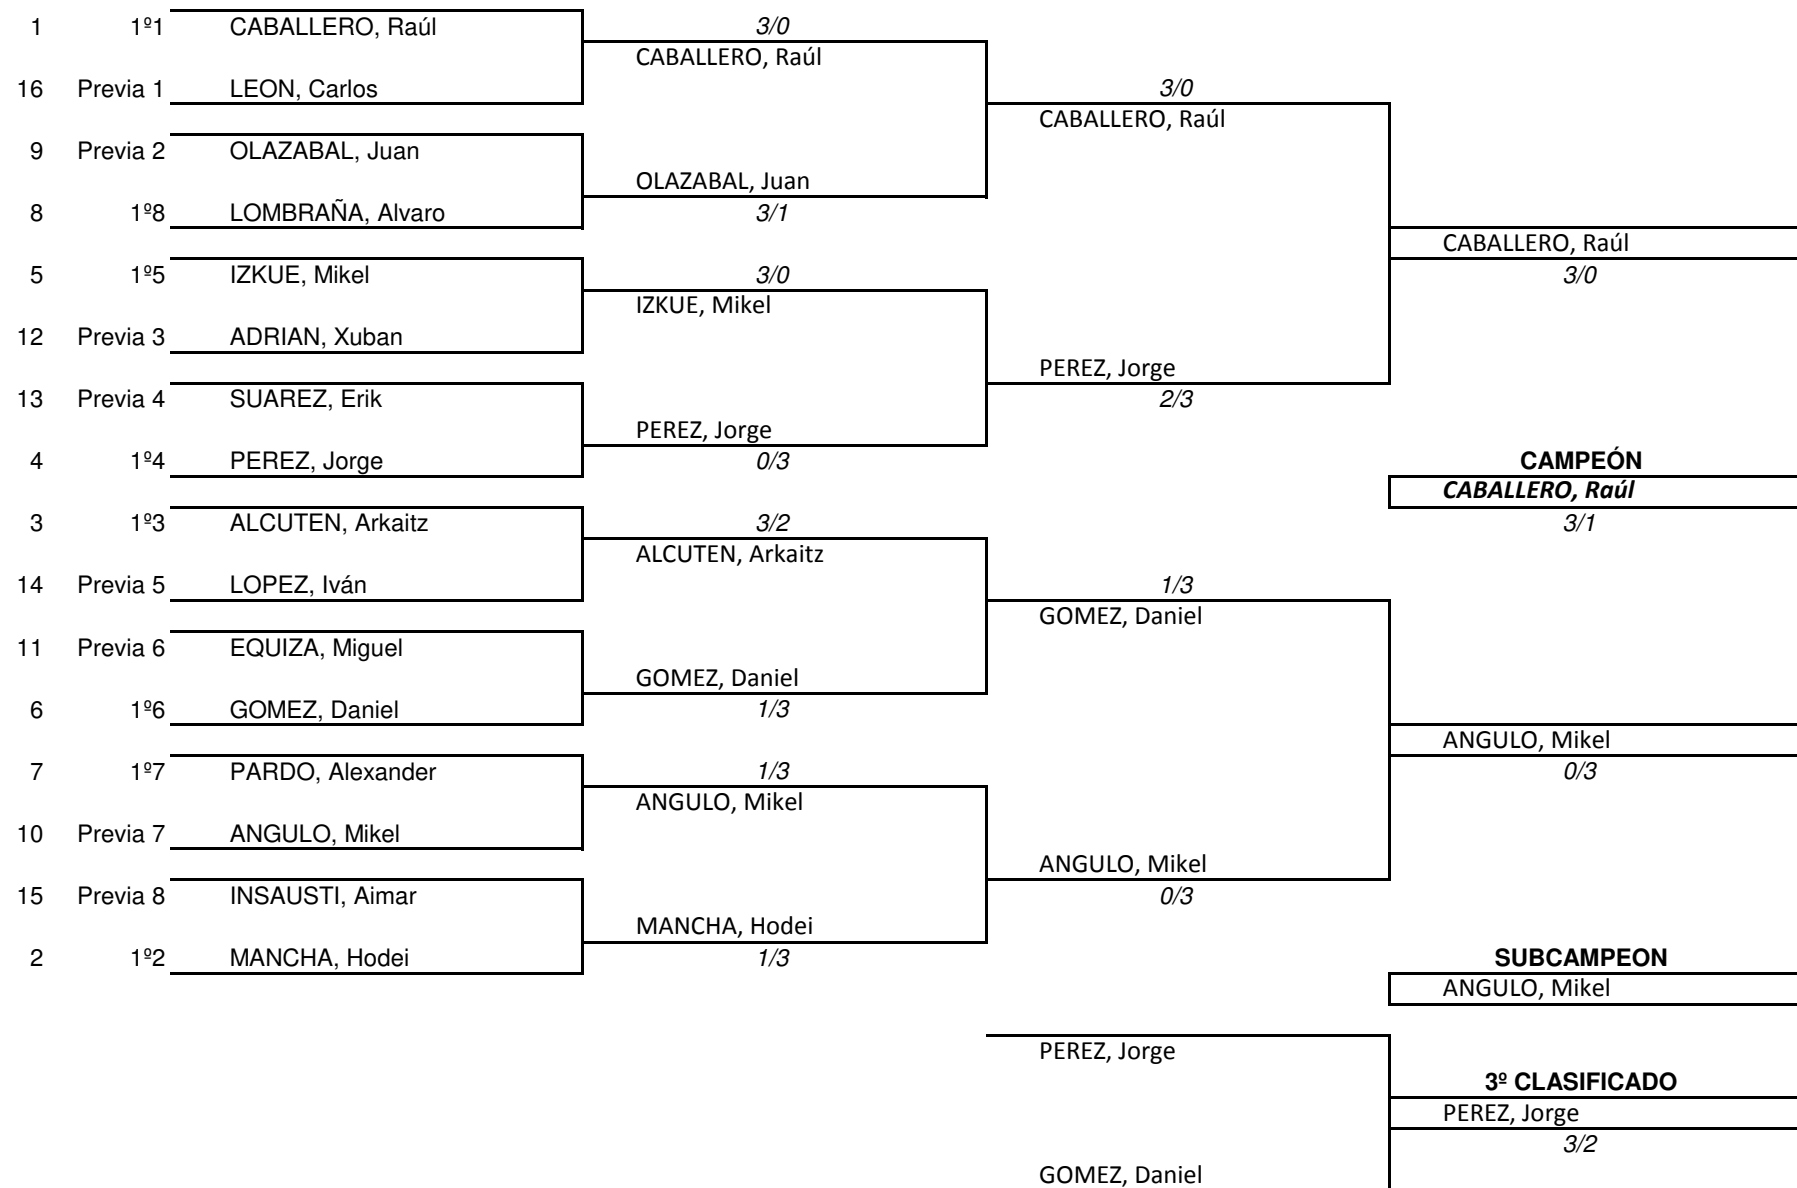 1 1º1 CABALLERO, Raúl 3/0
CABALLERO, Raúl
16 Previa 1 LEON, Carlos 3/0
CABALLERO, Raúl
9 Previa 2 OLAZABAL, Juan
OLAZABAL, Juan
8 1º8 LOMBRAÑA, Alvaro 3/1
CABALLERO, Raúl
5 1º5 IZKUE, Mikel 3/0 3/0
IZKUE, Mikel
12 Previa 3 ADRIAN, Xuban
PEREZ, Jorge
13 Previa 4 SUAREZ, Erik 2/3
PEREZ, Jorge
4 1º4 PEREZ, Jorge 0/3 CAMPEÓN
CABALLERO, Raúl
3 1º3 ALCUTEN, Arkaitz 3/2 3/1
ALCUTEN, Arkaitz
14 Previa 5 LOPEZ, Iván 1/3
GOMEZ, Daniel
11 Previa 6 EQUIZA, Miguel
GOMEZ, Daniel
6 1º6 GOMEZ, Daniel 1/3
ANGULO, Mikel
7 1º7 PARDO, Alexander 1/3 0/3
ANGULO, Mikel
10 Previa 7 ANGULO, Mikel
ANGULO, Mikel
15 Previa 8 INSAUSTI, Aimar 0/3
MANCHA, Hodei
2 1º2 MANCHA, Hodei 1/3 SUBCAMPEON
ANGULO, Mikel
PEREZ, Jorge
3º CLASIFICADO
PEREZ, Jorge
3/2
GOMEZ, Daniel